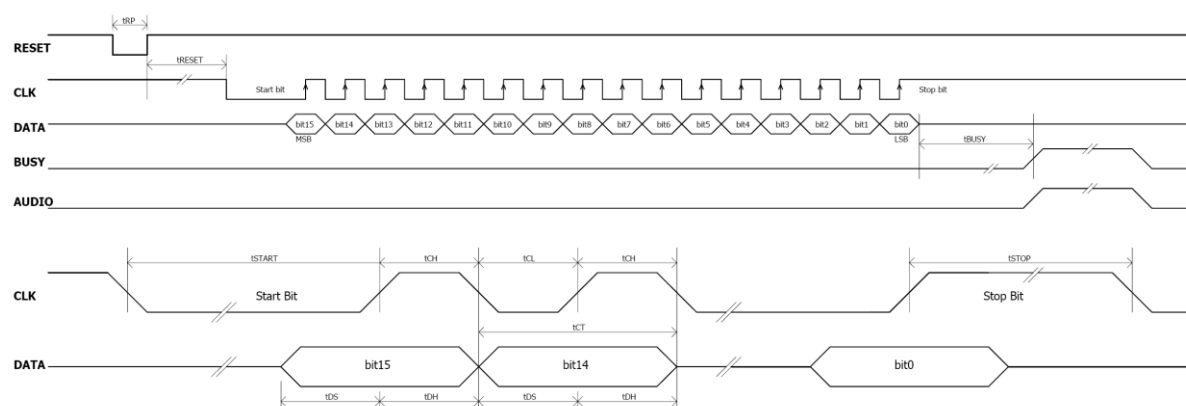 tRP
RESET
tRESET
CLK Start bit Stop bit
DATA bit15 bit14 bit13 bit12 bit11 bit10 bit9 bit8 bit7 bit6 bit5 bit4 bit3 bit2 bit1 bit0
MSB LSB tBUSY
BUSY
AUDIO
tSTART tCH tCL tCH tSTOP
CLK Start Bit Stop Bit
tCT
DATA bit15 bit14 bit0
tDS tDH tDS tDH